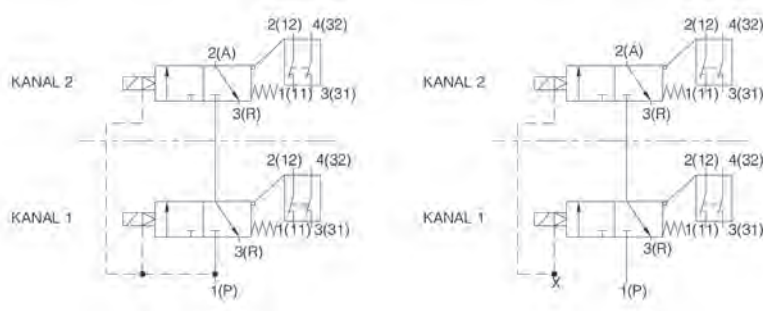 2(12) 4(32)
2(A)
KANAL 2
1(11) 3(31)
3(R)
2(12) 4(32)
KANAL 1
1(11) 3(31)
3(R)
1(P)
2(12) 4(32)
2(A)
KANAL 2
1(11) 3(31)
3(R)
2(12) 4(32)
KANAL 1
1(11) 3(31)
3(R)
X
1(P)